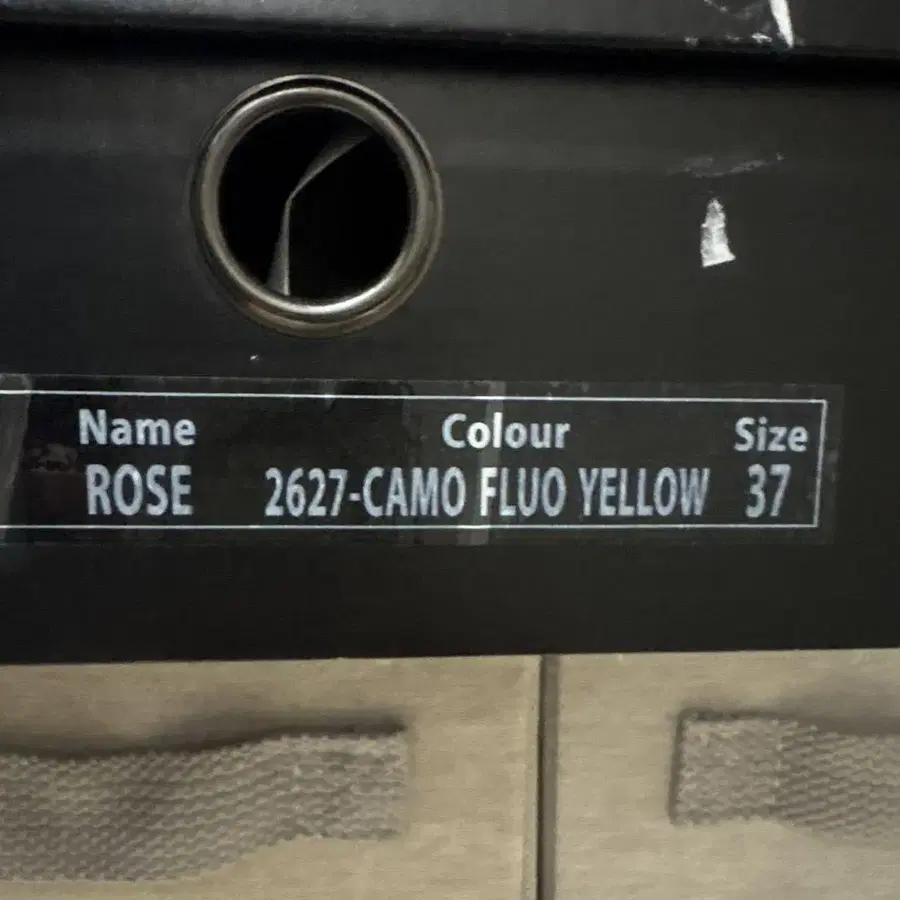 Name Colour Size
ROSE 2627-CAMO FLUO YELLOW 37